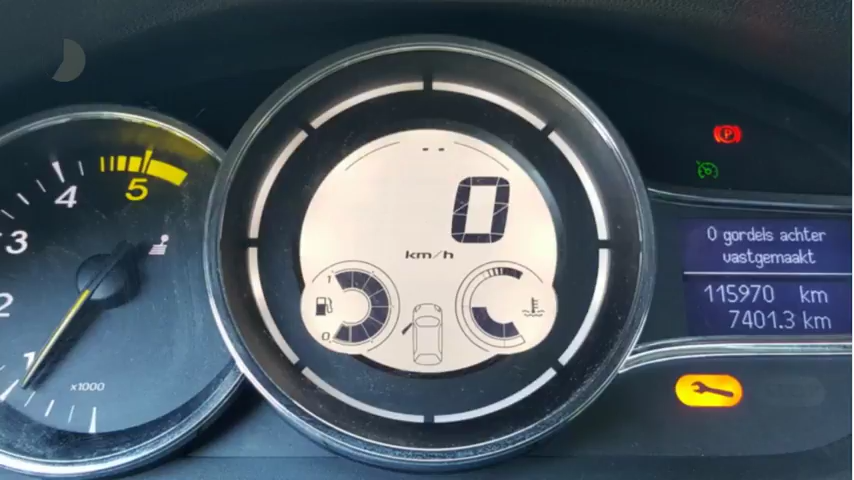 5
4
3
2
1
x1000
0
km/h
1
0
P
0 gordels achter
vastgemaakt
115970 km
7401.3 km